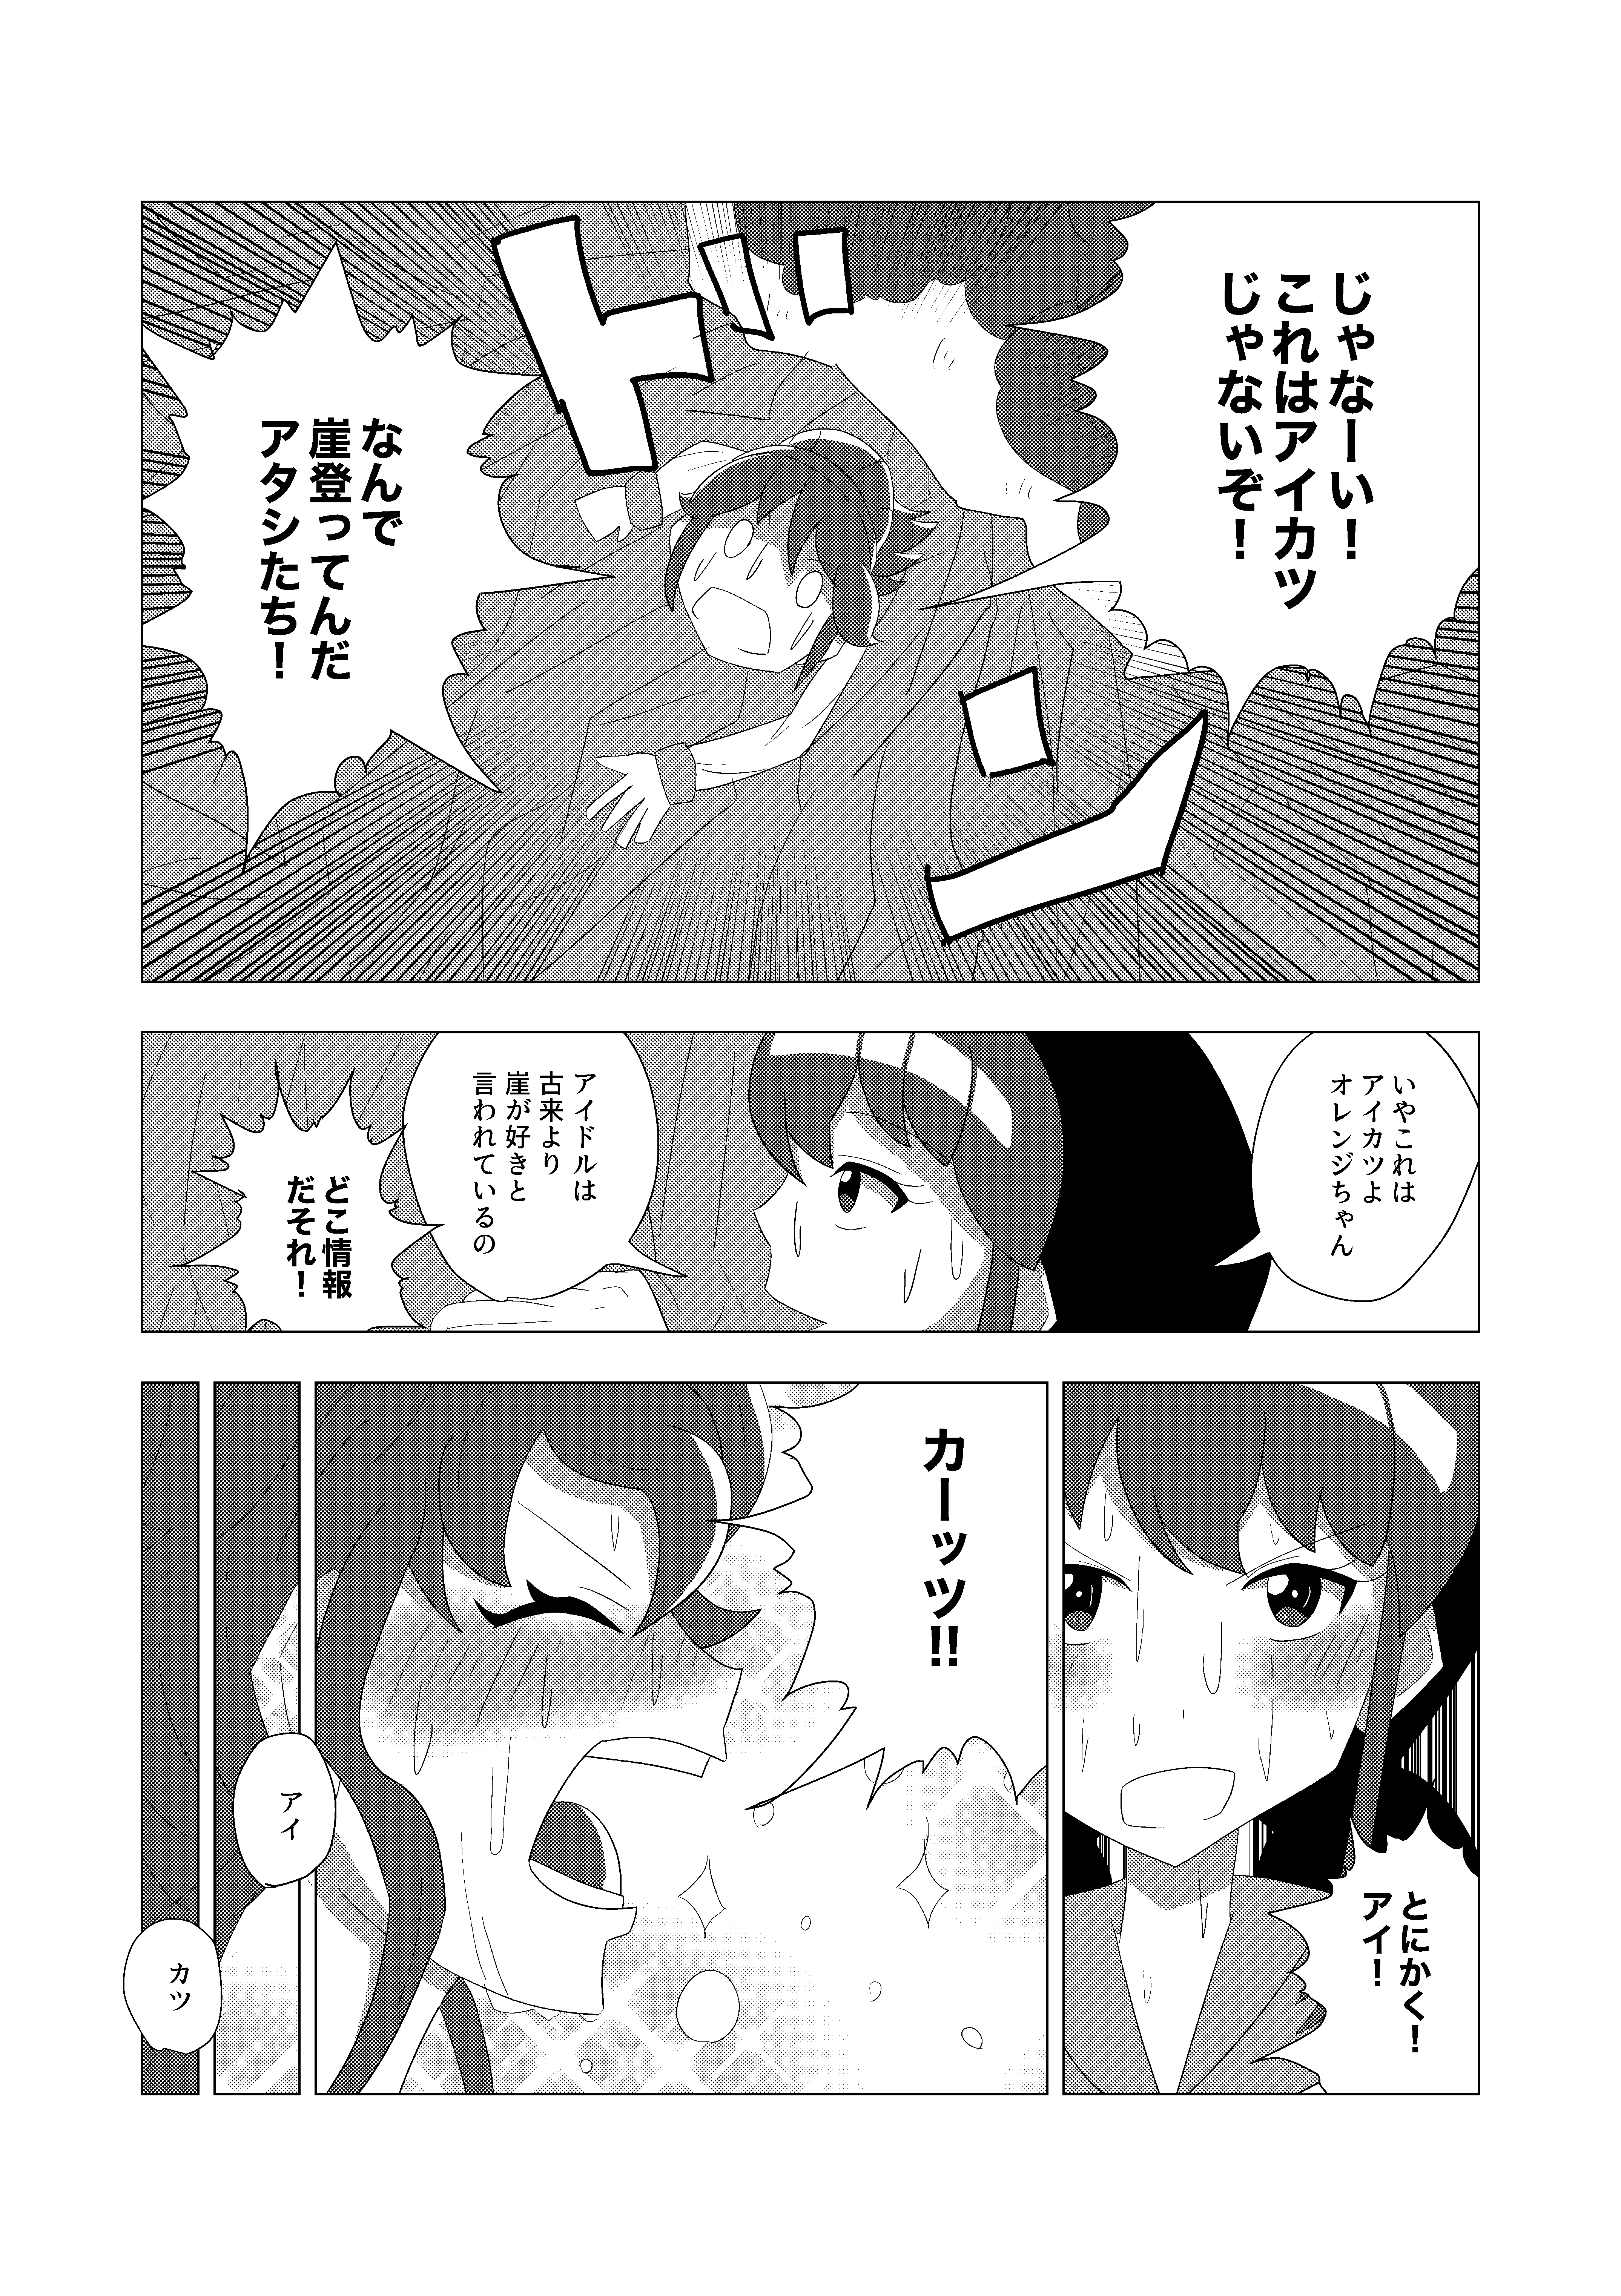 じゃなーい！
これはアイカツ
じゃないぞ！
ドババーン
なんで
崖登ってんだ
アタシたち！
いやこれは
アイカツよ
オレンジちゃん
アイドルは
古来より
崖が好きと
言われているの
どこ情報
だそれ！
とにかく！
アイ！
カーッツ!!
アイ
カツ